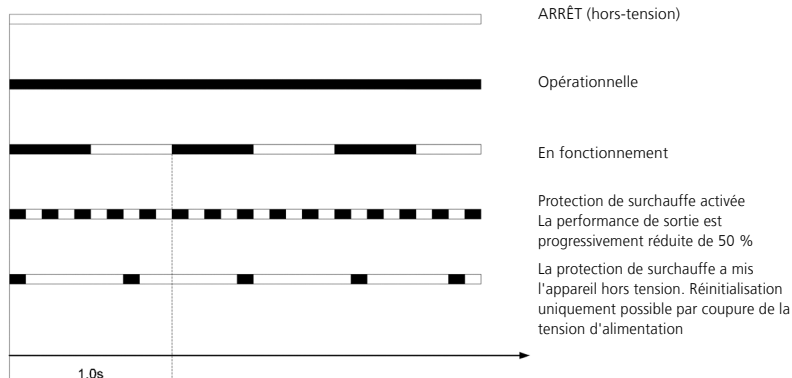 ARRÊT (hors-tension)
Opérationnelle
En fonctionnement
Protection de surchauffe activée
La performance de sortie est
progressivement réduite de 50 %
La protection de surchauffe a mis
l'appareil hors tension. Réinitialisation
uniquement possible par coupure de la
tension d'alimentation
1.0s